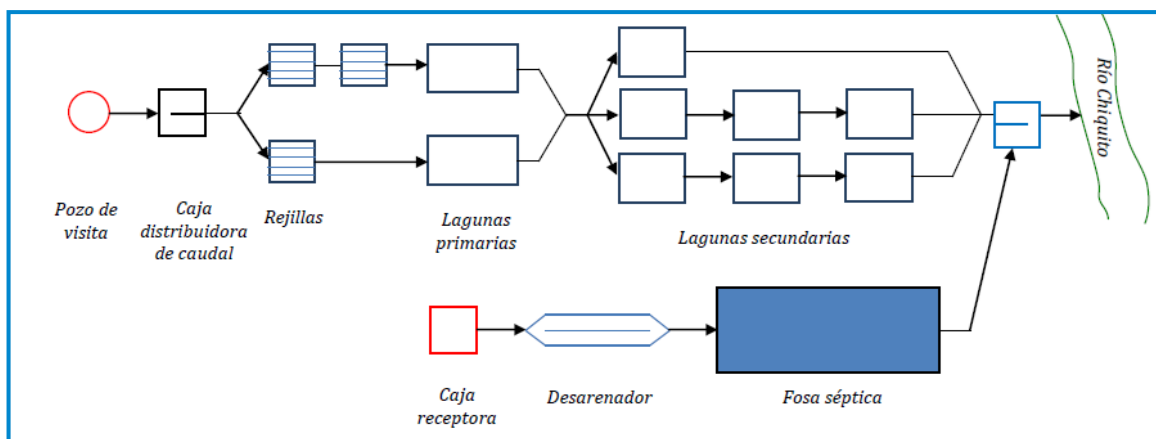 Río Chiquito
Pozo de
visita
Caja
distribuidora
de caudal
Rejillas
Lagunas
primarias
Lagunas secundarias
Caja
receptora
Desarenador
Fosa séptica